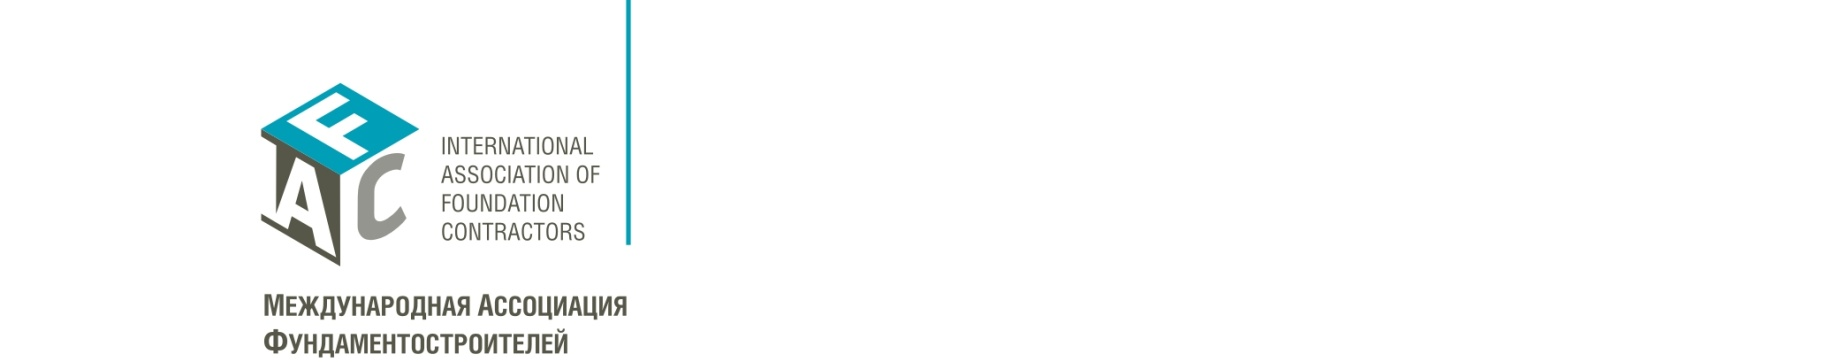 F
A C
INTERNATIONAL
ASSOCIATION OF
FOUNDATION
CONTRACTORS
МЕЖДУНАРОДНАЯ АССОЦИАЦИЯ
ФУНДАМЕНТОСТРОИТЕЛЕЙ